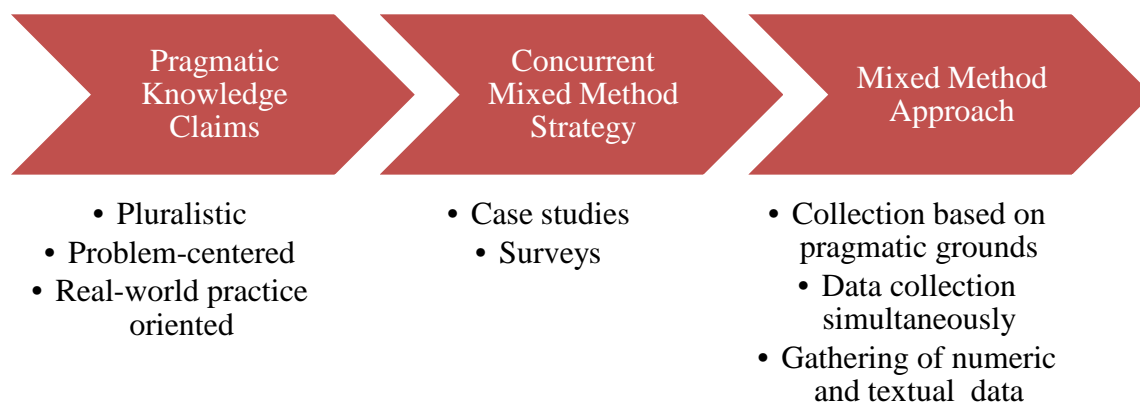 Pragmatic
Knowledge
Claims
• Pluralistic
• Problem-centered
• Real-world practice
oriented
Concurrent
Mixed Method
Strategy
• Case studies
• Surveys
Mixed Method
Approach
• Collection based on
pragmatic grounds
• Data collection
simultaneously
• Gathering of numeric
and textual data